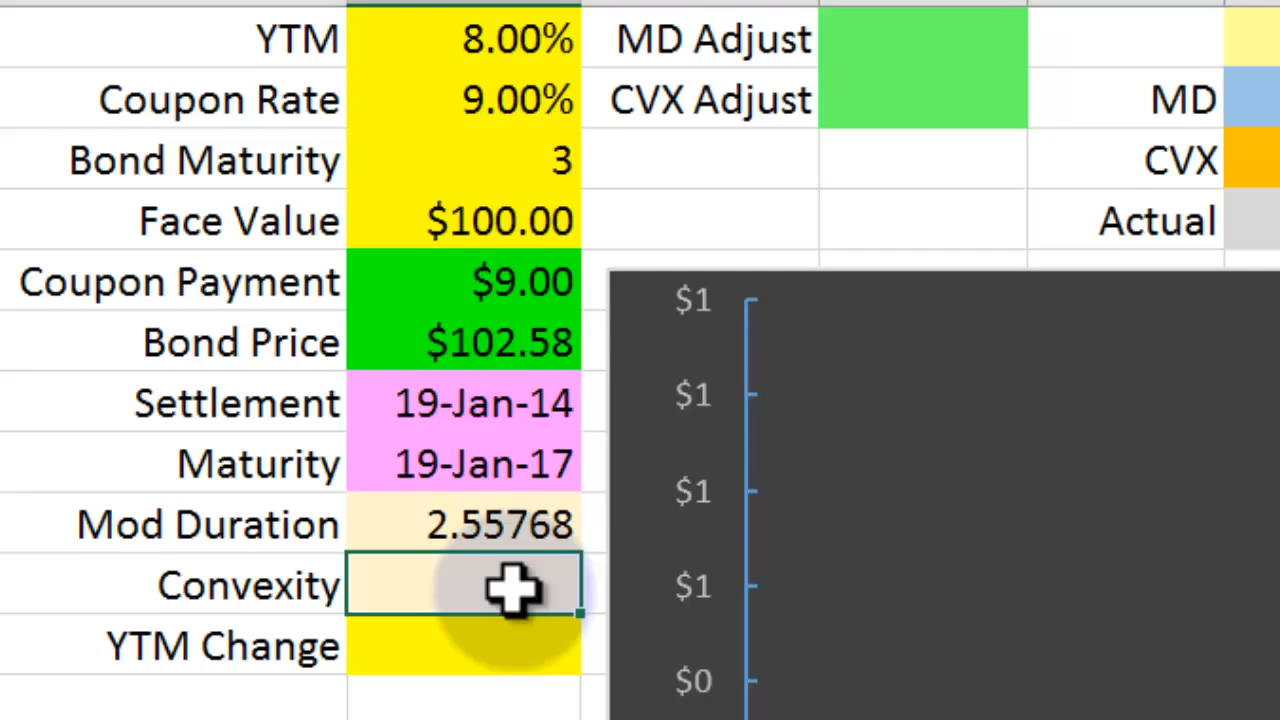 YTM 8.00% MD Adjust
Coupon Rate 9.00% CVX Adjust MD
Bond Maturity 3 CVX
Face Value $100.00 Actual
Coupon Payment $9.00
Bond Price $102.58
Settlement 19-Jan-14
Maturity 19-Jan-17
Mod Duration 2.55768
Convexity
YTM Change
$1
$1
$1
$1
$0